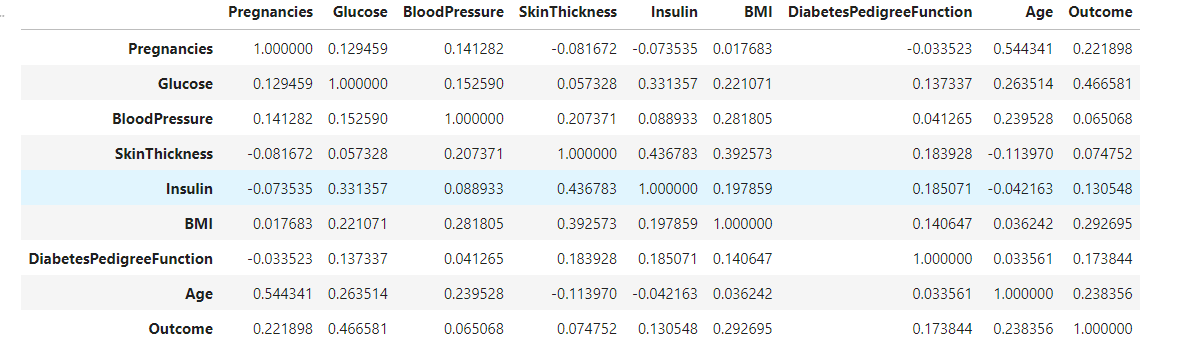 Pregnancies Glucose BloodPressure SkinThickness Insulin BMI DiabetesPedigreeFunction Age Outcome
Pregnancies 1.000000 0.129459 0.141282 -0.081672 -0.073535 0.017683 -0.033523 0.544341 0.221898
Glucose 0.129459 1.000000 0.152590 0.057328 0.331357 0.221071 0.137337 0.263514 0.466581
BloodPressure 0.141282 0.152590 1.000000 0.207371 0.088933 0.281805 0.041265 0.239528 0.065068
SkinThickness -0.081672 0.057328 0.207371 1.000000 0.436783 0.392573 0.183928 -0.113970 0.074752
Insulin -0.073535 0.331357 0.088933 0.436783 1.000000 0.197859 0.185071 -0.042163 0.130548
BMI 0.017683 0.221071 0.281805 0.392573 0.197859 1.000000 0.140647 0.036242 0.292695
DiabetesPedigreeFunction -0.033523 0.137337 0.041265 0.183928 0.185071 0.140647 1.000000 0.033561 0.173844
Age 0.544341 0.263514 0.239528 -0.113970 -0.042163 0.036242 0.033561 1.000000 0.238356
Outcome 0.221898 0.466581 0.065068 0.074752 0.130548 0.292695 0.173844 0.238356 1.000000